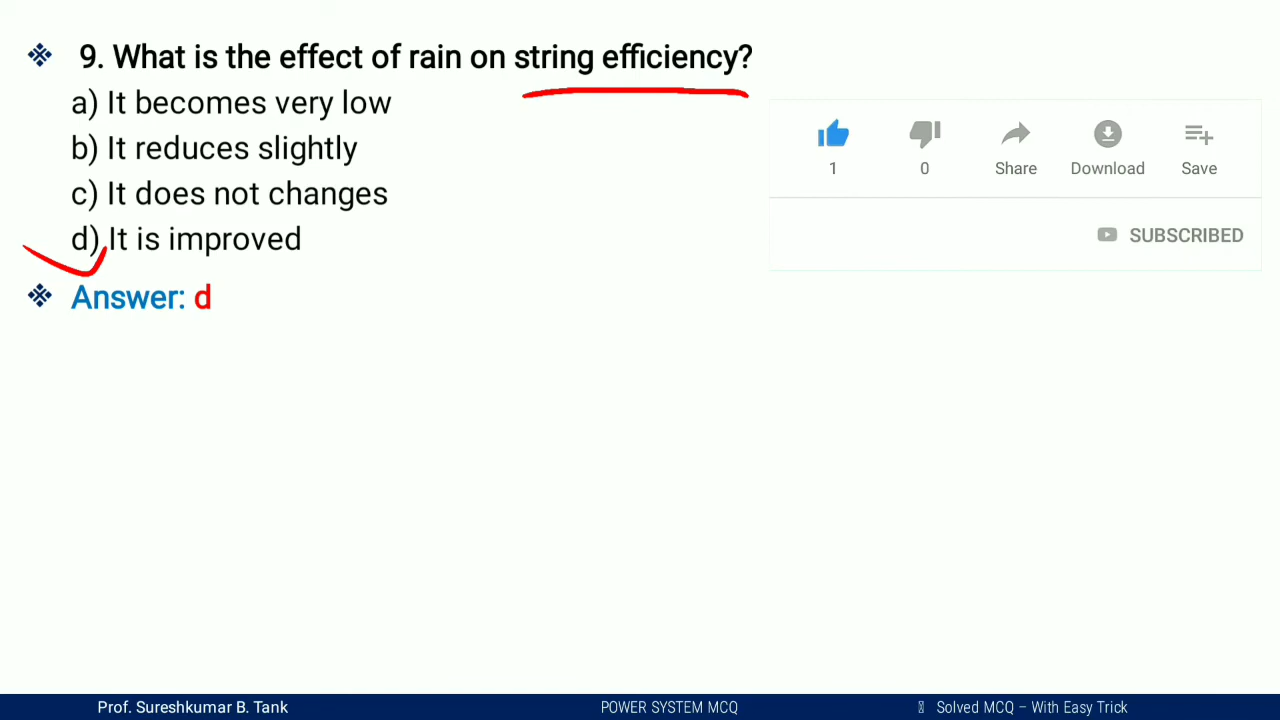 ❖ 9. What is the effect of rain on string efficiency?
a) It becomes very low
b) It reduces slightly
c) It does not changes
d) It is improved
❖ Answer: d
1 0 Share Download Save
SUBSCRIBED
Prof. Sureshkumar B. Tank POWER SYSTEM MCQ Solved MCQ – With Easy Trick